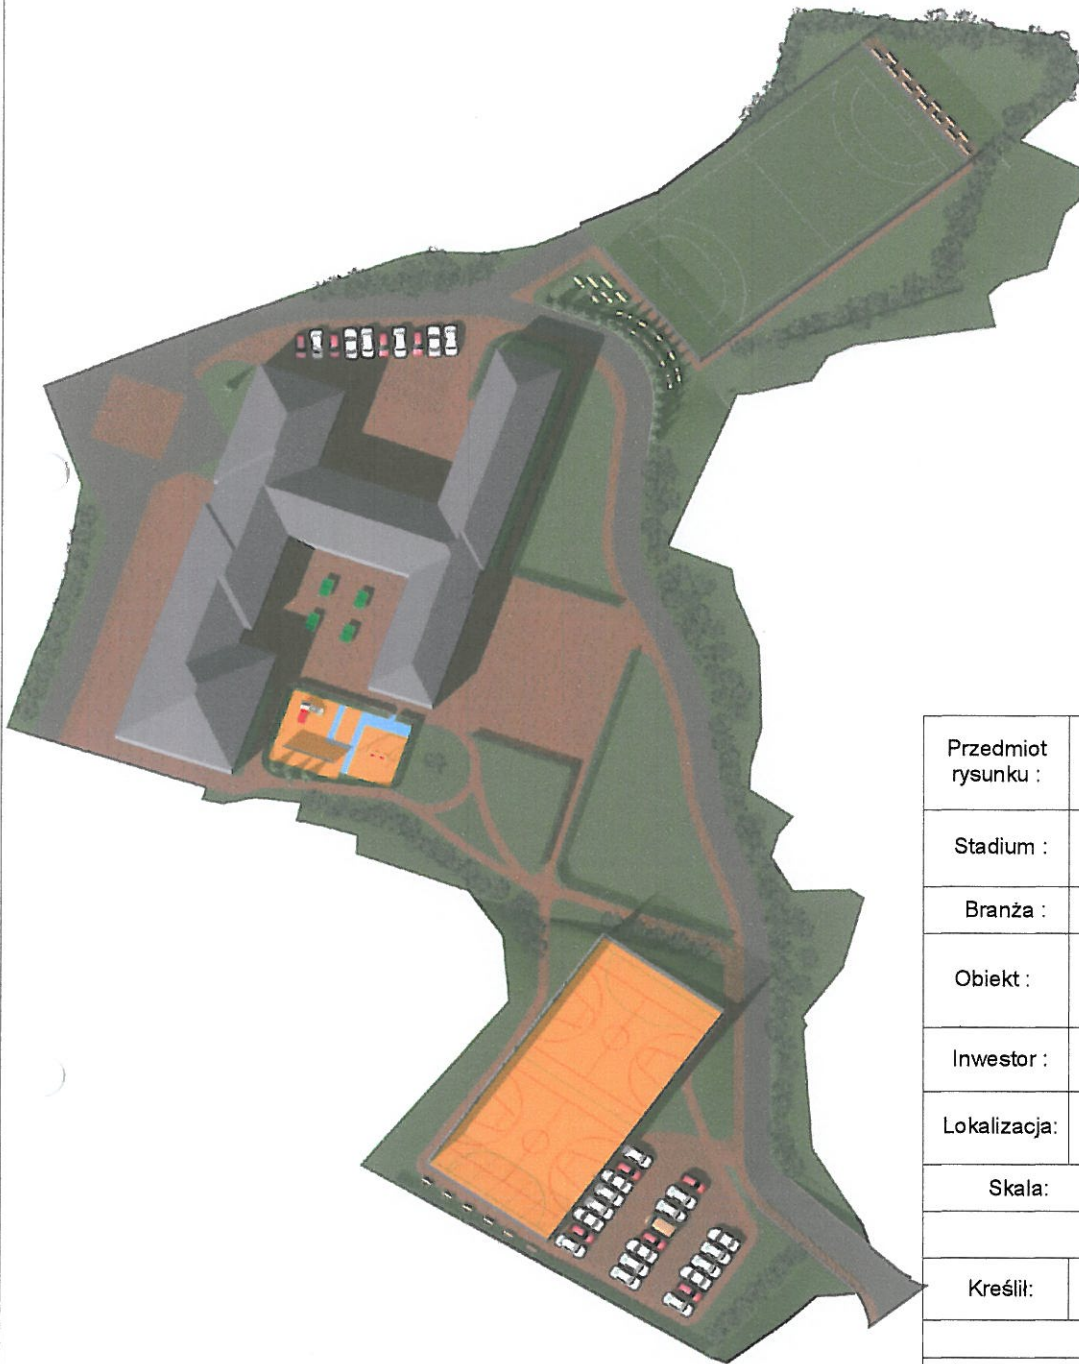 Przedmiot
rysunku :
Stadium :
Branża :
Obiekt :
Inwestor :
Lokalizacja:
Skala:
Kreślił: